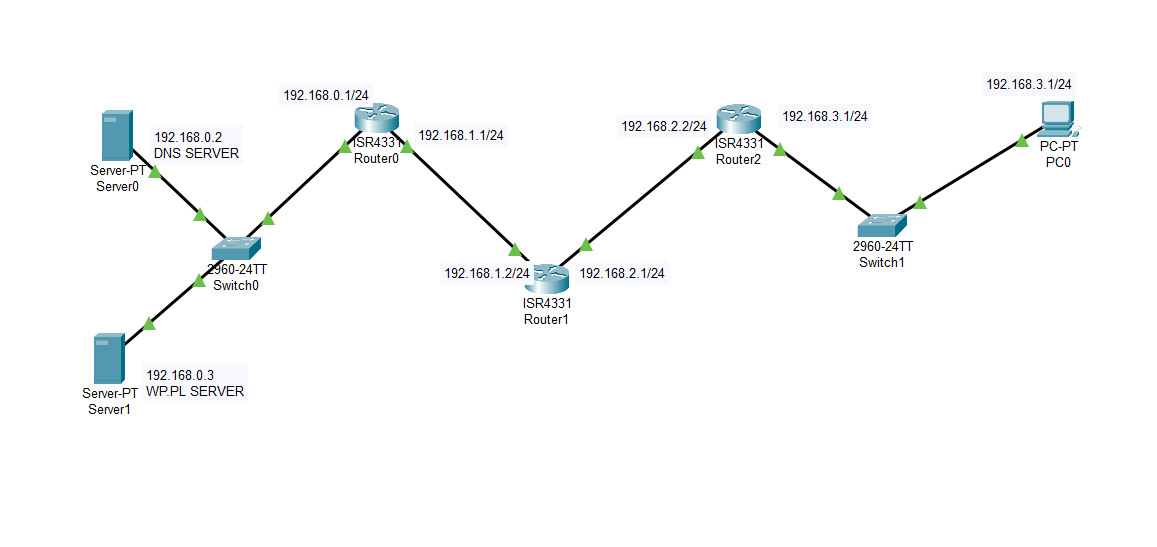 192.168.3.1/24
192.168.0.1/24
192.168.3.1/24
192.168.2.2/24
192.168.1.1/24
192.168.0.2
DNS SERVER
ISR4331
Router0
ISR4331
Router2
PC-PT
PC0
Server-PT
Server0
2960-24TT
Switch1
2960-24TT
Switch0
192.168.1.2/24
192.168.2.1/24
ISR4331
Router1
192.168.0.3
WP.PL SERVER
Server-PT
Server1